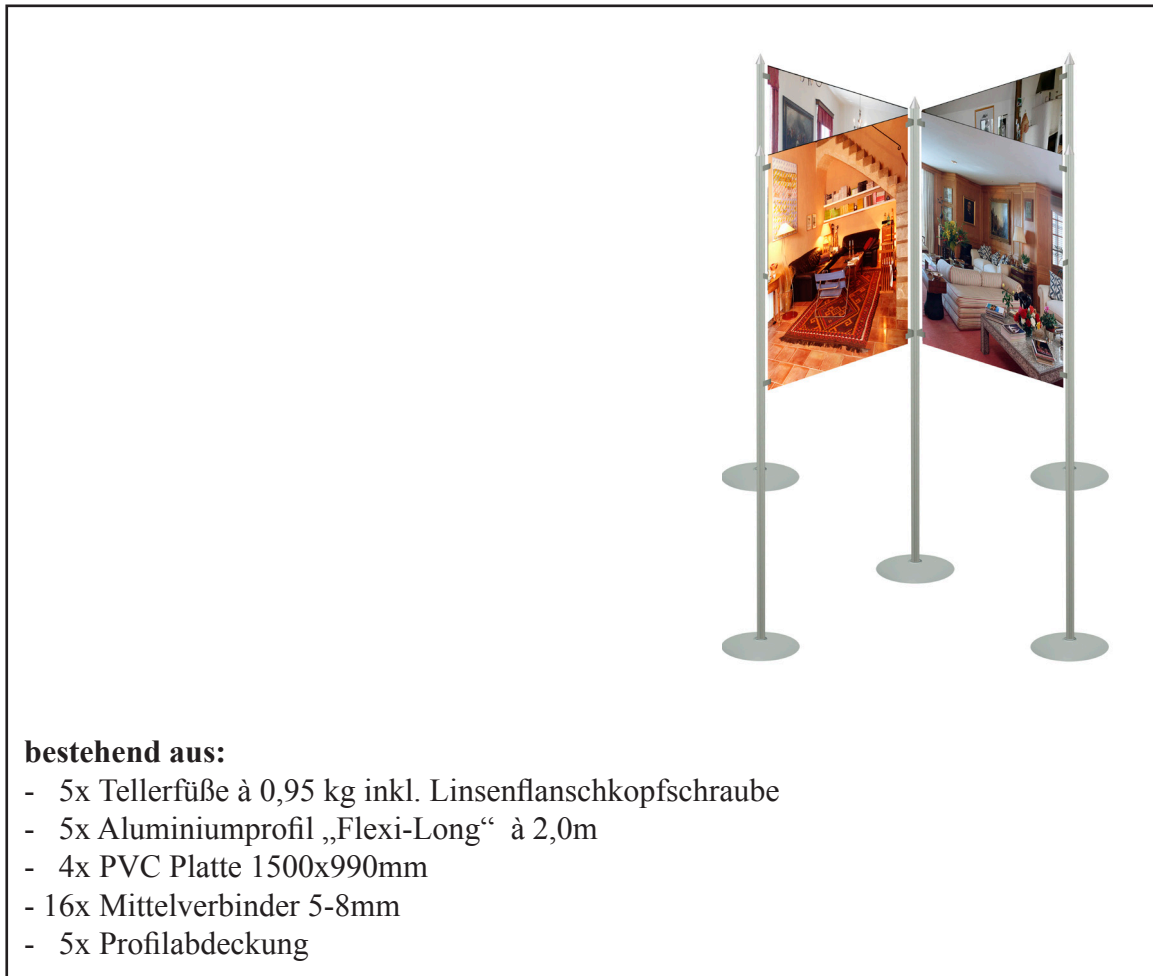 bestehend aus:
- 5x Tellerfüße à 0,95 kg inkl. Linsenflanschkopfschraube
- 5x Aluminiumprofil „Flexi-Long“ à 2,0m
- 4x PVC Platte 1500x990mm
- 16x Mittelverbinder 5-8mm
- 5x Profilabdeckung